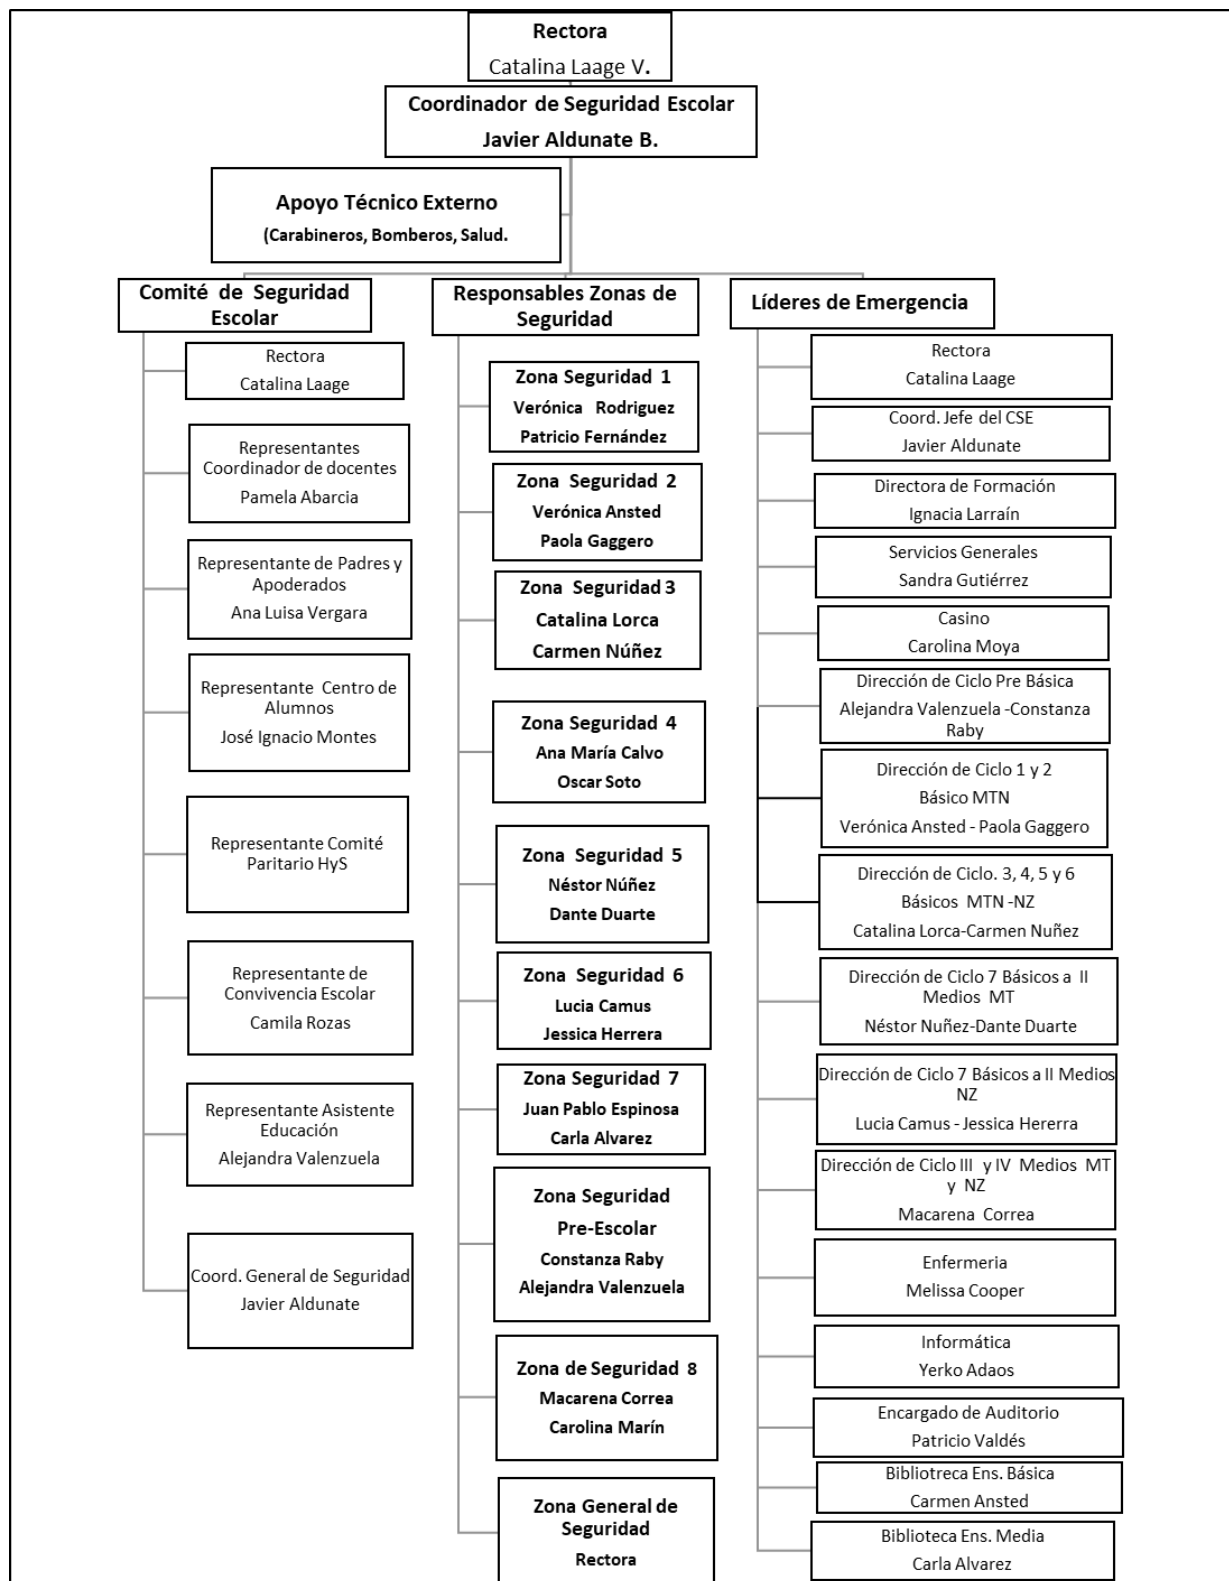 Rectora
Catalina Laage V.
Coordinador de Seguridad Escolar
Javier Aldunate B.
Apoyo Técnico Externo
(Carabineros, Bomberos, Salud.
Comité de Seguridad
Escolar
Rectora
Catalina Laage
Representantes
Coordinador de docentes
Pamela Abarcia
Representante de Padres y
Apoderados
Ana Luisa Vergara
Representante Centro de
Alumnos
José Ignacio Montes
Representante Comité
Paritario HyS
Representante de
Convivencia Escolar
Camila Rozas
Representante Asistente
Educación
Alejandra Valenzuela
Coord. General de Seguridad
Javier Aldunate
Responsables Zonas de
Seguridad
Zona Seguridad 1
Verónica Rodriguez
Patricio Fernández
Zona Seguridad 2
Verónica Ansted
Paola Gaggero
Zona Seguridad 3
Catalina Lorca
Carmen Núñez
Zona Seguridad 4
Ana María Calvo
Oscar Soto
Zona Seguridad 5
Néstor Núñez
Dante Duarte
Zona Seguridad 6
Lucia Camus
Jessica Herrera
Zona Seguridad 7
Juan Pablo Espinosa
Carla Alvarez
Zona Seguridad
Pre-Escolar
Constanza Raby
Alejandra Valenzuela
Zona de Seguridad 8
Macarena Correa
Carolina Marín
Zona General de
Seguridad
Rectora
Líderes de Emergencia
Rectora
Catalina Laage
Coord. Jefe del CSE
Javier Aldunate
Directora de Formación
Ignacia Larraín
Servicios Generales
Sandra Gutiérrez
Casino
Carolina Moya
Dirección de Ciclo Pre Básica
Alejandra Valenzuela -Constanza
Raby
Dirección de Ciclo 1 y 2
Básico MTN
Verónica Ansted - Paola Gaggero
Dirección de Ciclo. 3, 4, 5 y 6
Básicos MTN -NZ
Catalina Lorca-Carmen Nuñez
Dirección de Ciclo 7 Básicos a II
Medios MT
Néstor Nuñez-Dante Duarte
Dirección de Ciclo 7 Básicos a II Medios
NZ
Lucia Camus - Jessica Hererra
Dirección de Ciclo III y IV Medios MT
y NZ
Macarena Correa
Enfermeria
Melissa Cooper
Informática
Yerko Adaos
Encargado de Auditorio
Patricio Valdés
Bibliotreca Ens. Básica
Carmen Ansted
Biblioteca Ens. Media
Carla Alvarez